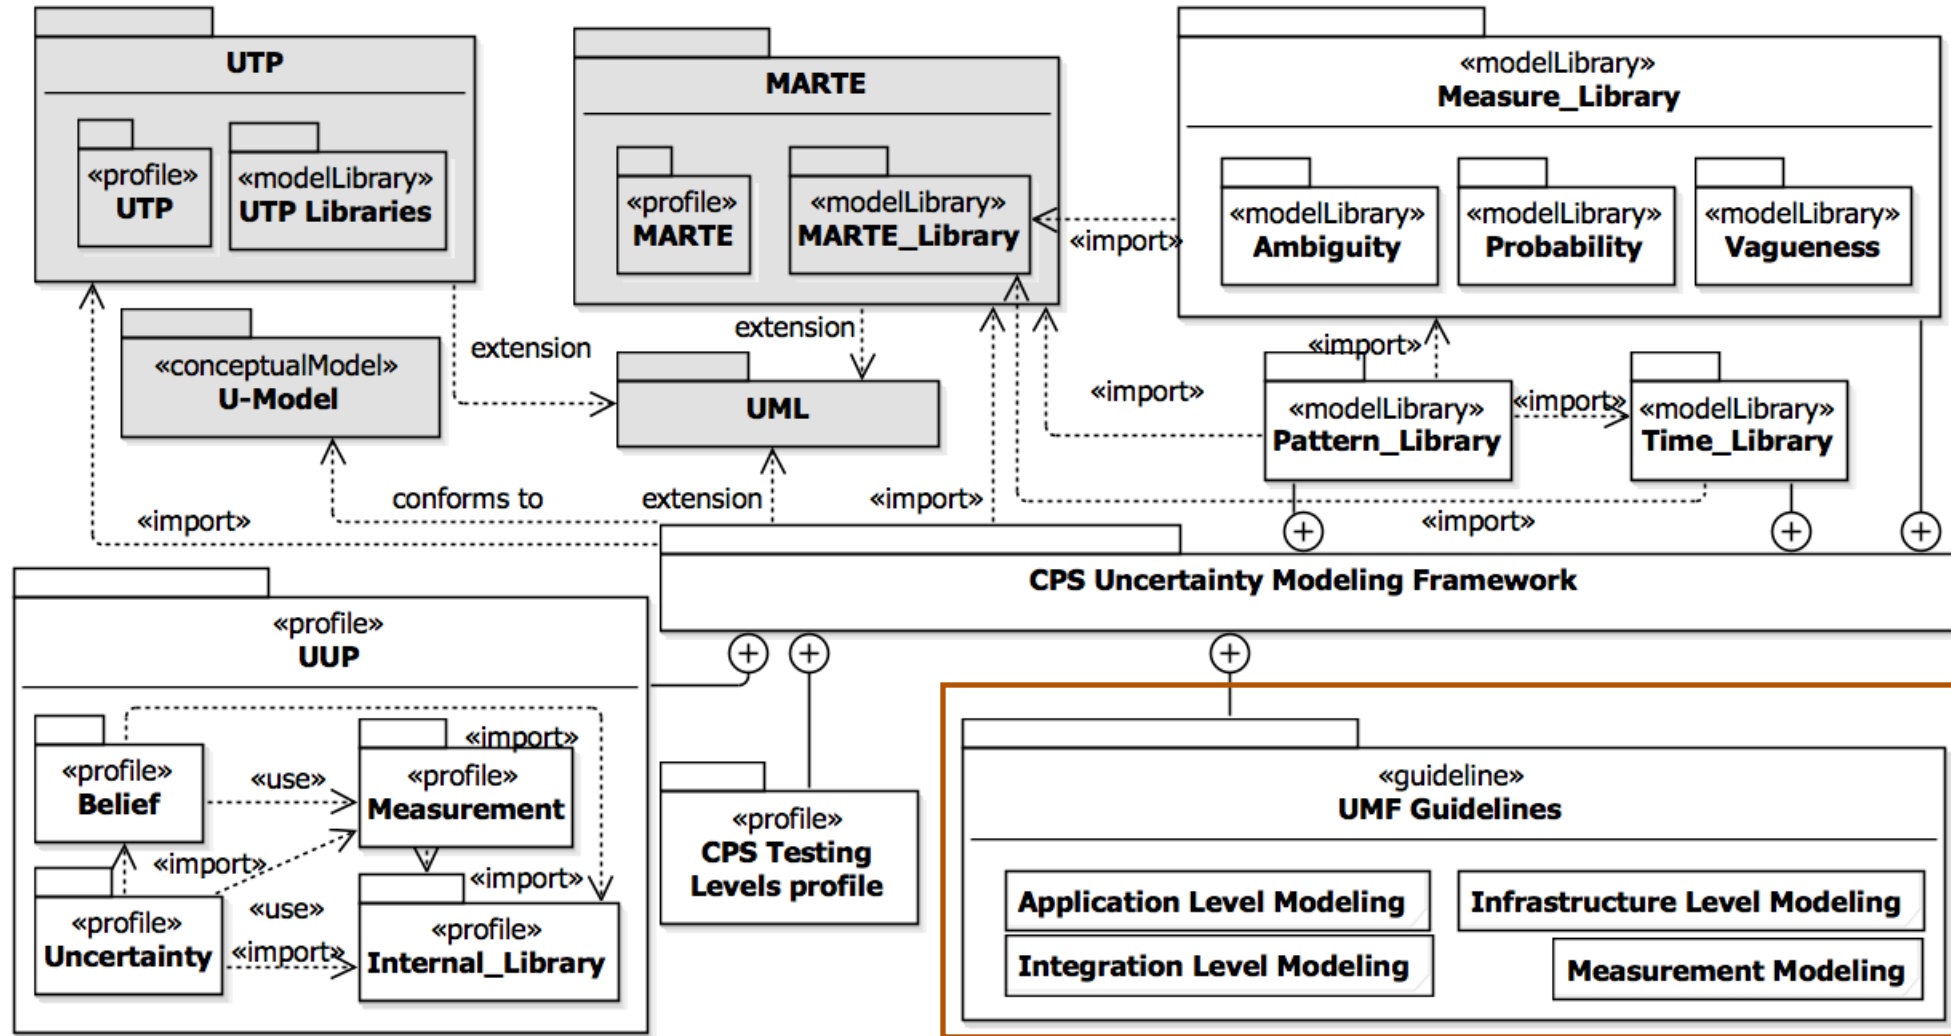 UTP
«profile»
UTP
«modelLibrary»
UTP Libraries
MARTE
«profile»
MARTE
«modelLibrary»
MARTE_Library
«modelLibrary»
Measure_Library
«modelLibrary»
Ambiguity
«modelLibrary»
Probability
«modelLibrary»
Vagueness
«import»
«conceptualModel»
U-Model
extension
extension
UML
«import»
«import»
«modelLibrary»
Pattern_Library
«import»
«modelLibrary»
Time_Library
«import»
conforms to
extension
«import»
«import»
CPS Uncertainty Modeling Framework
«profile»
UUP
«profile»
Belief
«use»
«import»
«profile»
Measurement
«import»
«import»
«profile»
Uncertainty
«use»
«import»
«profile»
Internal_Library
«profile»
CPS Testing
Levels profile
«guideline»
UMF Guidelines
Application Level Modeling
Infrastructure Level Modeling
Integration Level Modeling
Measurement Modeling